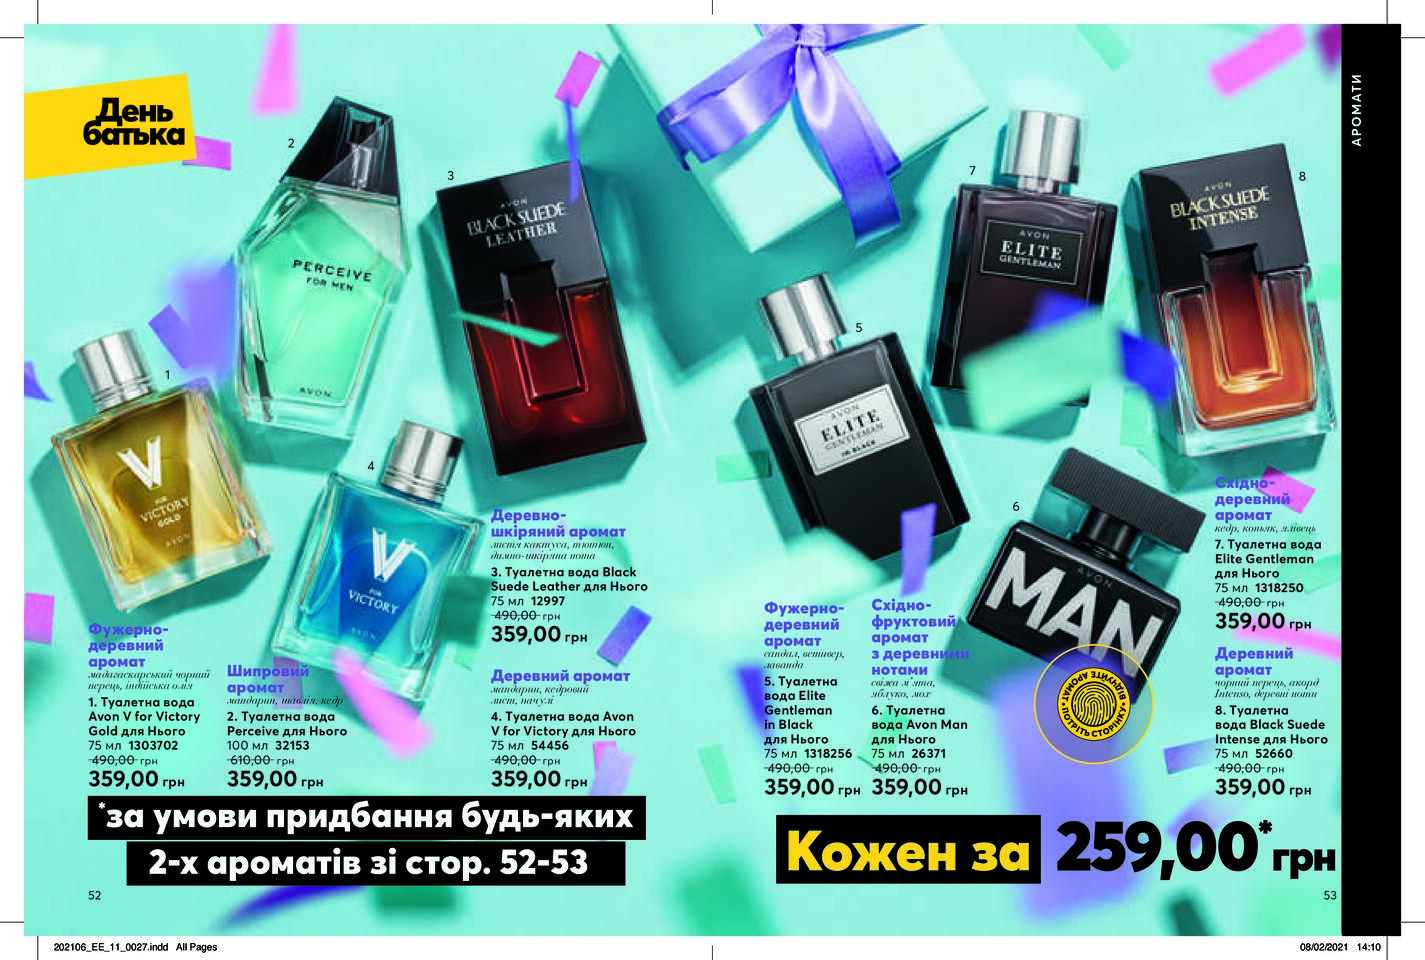 День
батька
АРОМАТИ
1
2
3
4
5
6
7
8
V
FOR
VICTORY
GOLD
AVON
PERCEIVE
FOR MEN
AVON
AVON
BLACK SUEDE
LEATHER
V
FOR
VICTORY
AVON
AVON
ELITE
GENTLEMAN
IN BLACK
AVON
MAN
AVON
ELITE
GENTLEMAN
AVON
BLACK SUEDE
INTENSE
Фужерно-
деревний
аромат
мадагаскарський чорний
перець, індійська олія
1. Туалетна вода
Avon V for Victory
Gold для Нього
75 мл 1303702
490,00 грн
359,00 грн
Шипровий
аромат
мандарин, шавлія, кедр
2. Туалетна вода
Perceive для Нього
100 мл 32153
610,00 грн
359,00 грн
Деревно-
шкіряний аромат
листя кактуса, тютюн,
димно-шкіряна нота
3. Туалетна вода Black
Suede Leather для Нього
75 мл 12997
490,00 грн
359,00 грн
Деревний аромат
мандарин, кедровий
лист, пачулі
4. Туалетна вода Avon
V for Victory для Нього
75 мл 54456
490,00 грн
359,00 грн
Фужерно-
деревний
аромат
сандал, ветивер,
лаванда
5. Туалетна
вода Elite
Gentleman
in Black
для Нього
75 мл 1318256
490,00 грн
359,00 грн
Східно-
фруктовий
аромат
з деревними
нотами
свіжа м'ята,
яблуко, мох
6. Туалетна
вода Avon Man
для Нього
75 мл 26371
490,00 грн
359,00 грн
ВІДЧУЙТЕ АРОМАТ • ПОТРІТЬ СТОРІНКУ •
Східно-
деревний
аромат
кедр, коньяк, ялівець
7. Туалетна вода
Elite Gentleman
для Нього
75 мл 1318250
490,00 грн
359,00 грн
Деревний
аромат
чорний перець, акорд
Intenso, деревні ноти
8. Туалетна
вода Black Suede
Intense для Нього
75 мл 52660
490,00 грн
359,00 грн
*за умови придбання будь-яких
2-х ароматів зі стор. 52-53
Кожен за 259,00* грн
52
53
202106_EE_11_0027.indd All Pages
08/02/2021 14:10